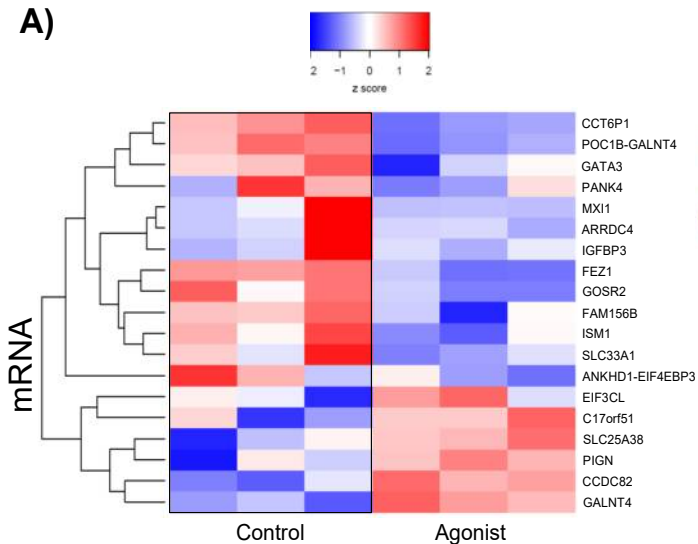 A)
2 −1 0 1 2
z score
CCT6P1
POC1B-GALNT4
GATA3
PANK4
MXI1
ARRDC4
IGFBP3
FEZ1
GOSR2
FAM156B
ISM1
SLC33A1
ANKHD1-EIF4EBP3
EIF3CL
C17orf51
SLC25A38
PIGN
CCDC82
GALNT4
mRNA
Control Agonist